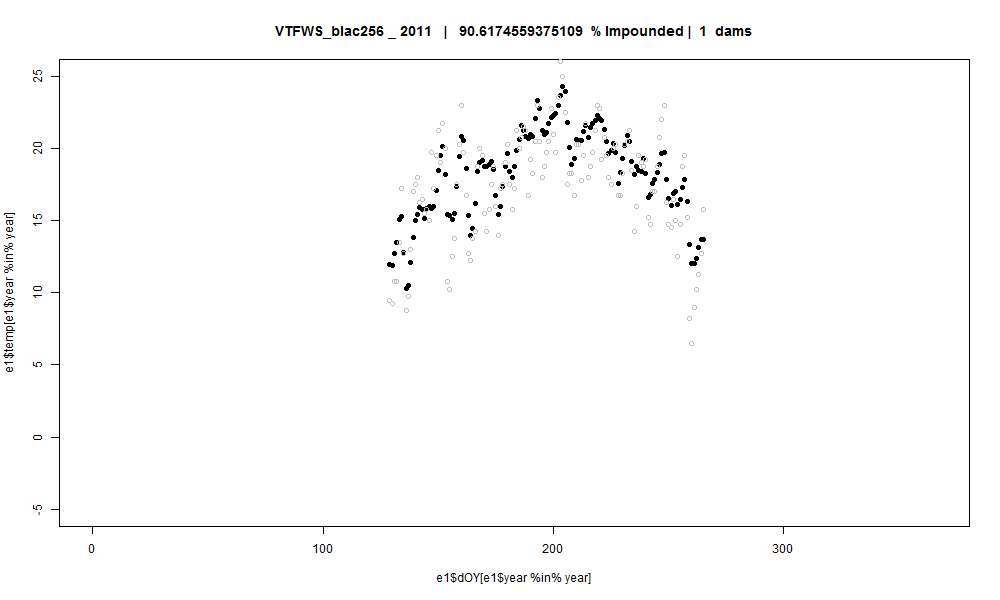 VTFWS_blac256 _ 2011 | 90.6174559375109 % Impounded | 1 dams
e1$temp[e1$year %in% year]
25
20
15
10
5
0
-5
0 100 200 300
e1$dOY[e1$year %in% year]